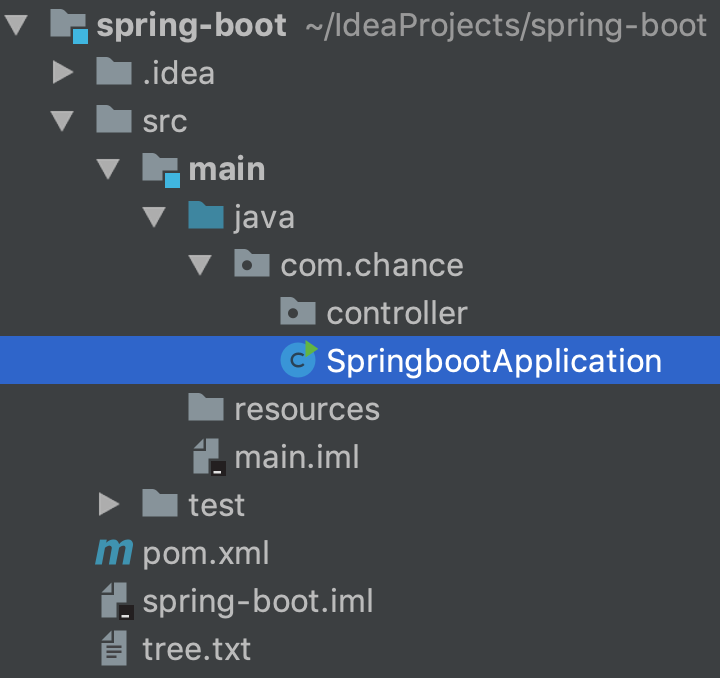 spring-boot ~/IdeaProjects/spring-boot
.idea
src
main
java
com.chance
controller
C SpringbootApplication
resources
main.iml
test
m pom.xml
spring-boot.iml
tree.txt